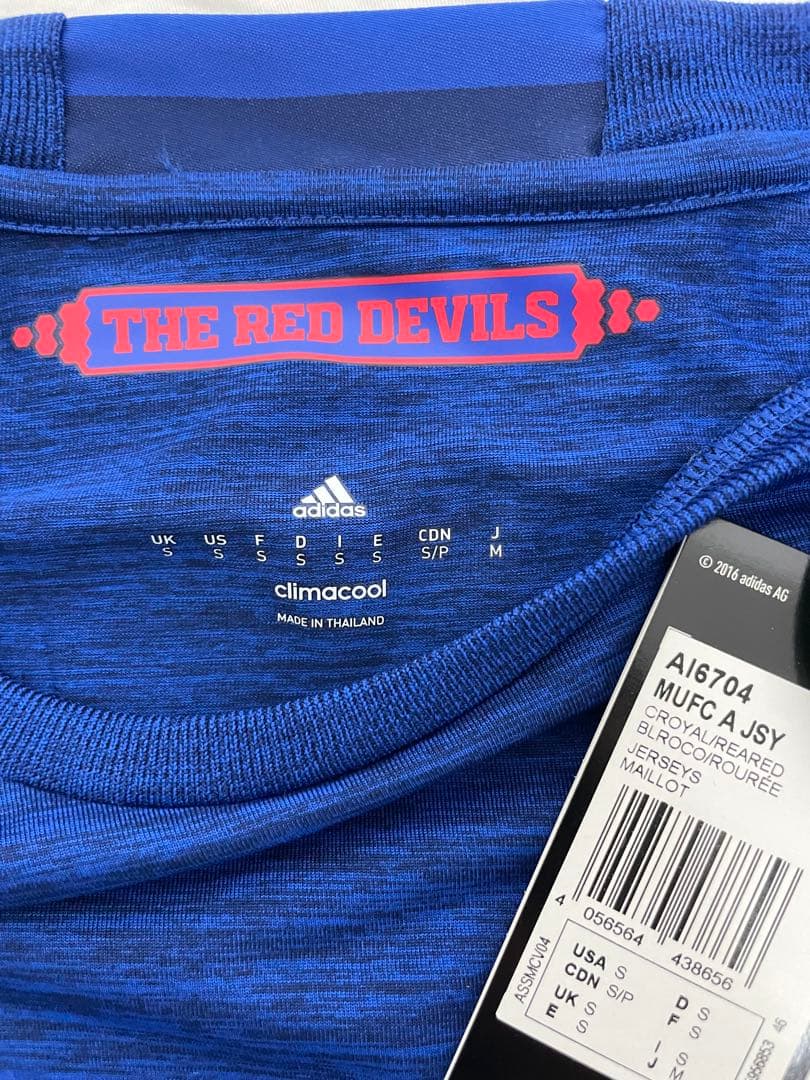 THE RED DEVILS
adidas
UK US F D I E CDN J
S S S S S S S/P M
climacool
MADE IN THAILAND
© 2016 adidas AG
AI6704
MUFC A JSY
CROYAL/REARED
BLROCO/ROURÉE
JERSEYS
MAILLOT
4 056564 438656
ASSMCV04
USA S D S
CDN S/P F S
UK S I S
E S J M